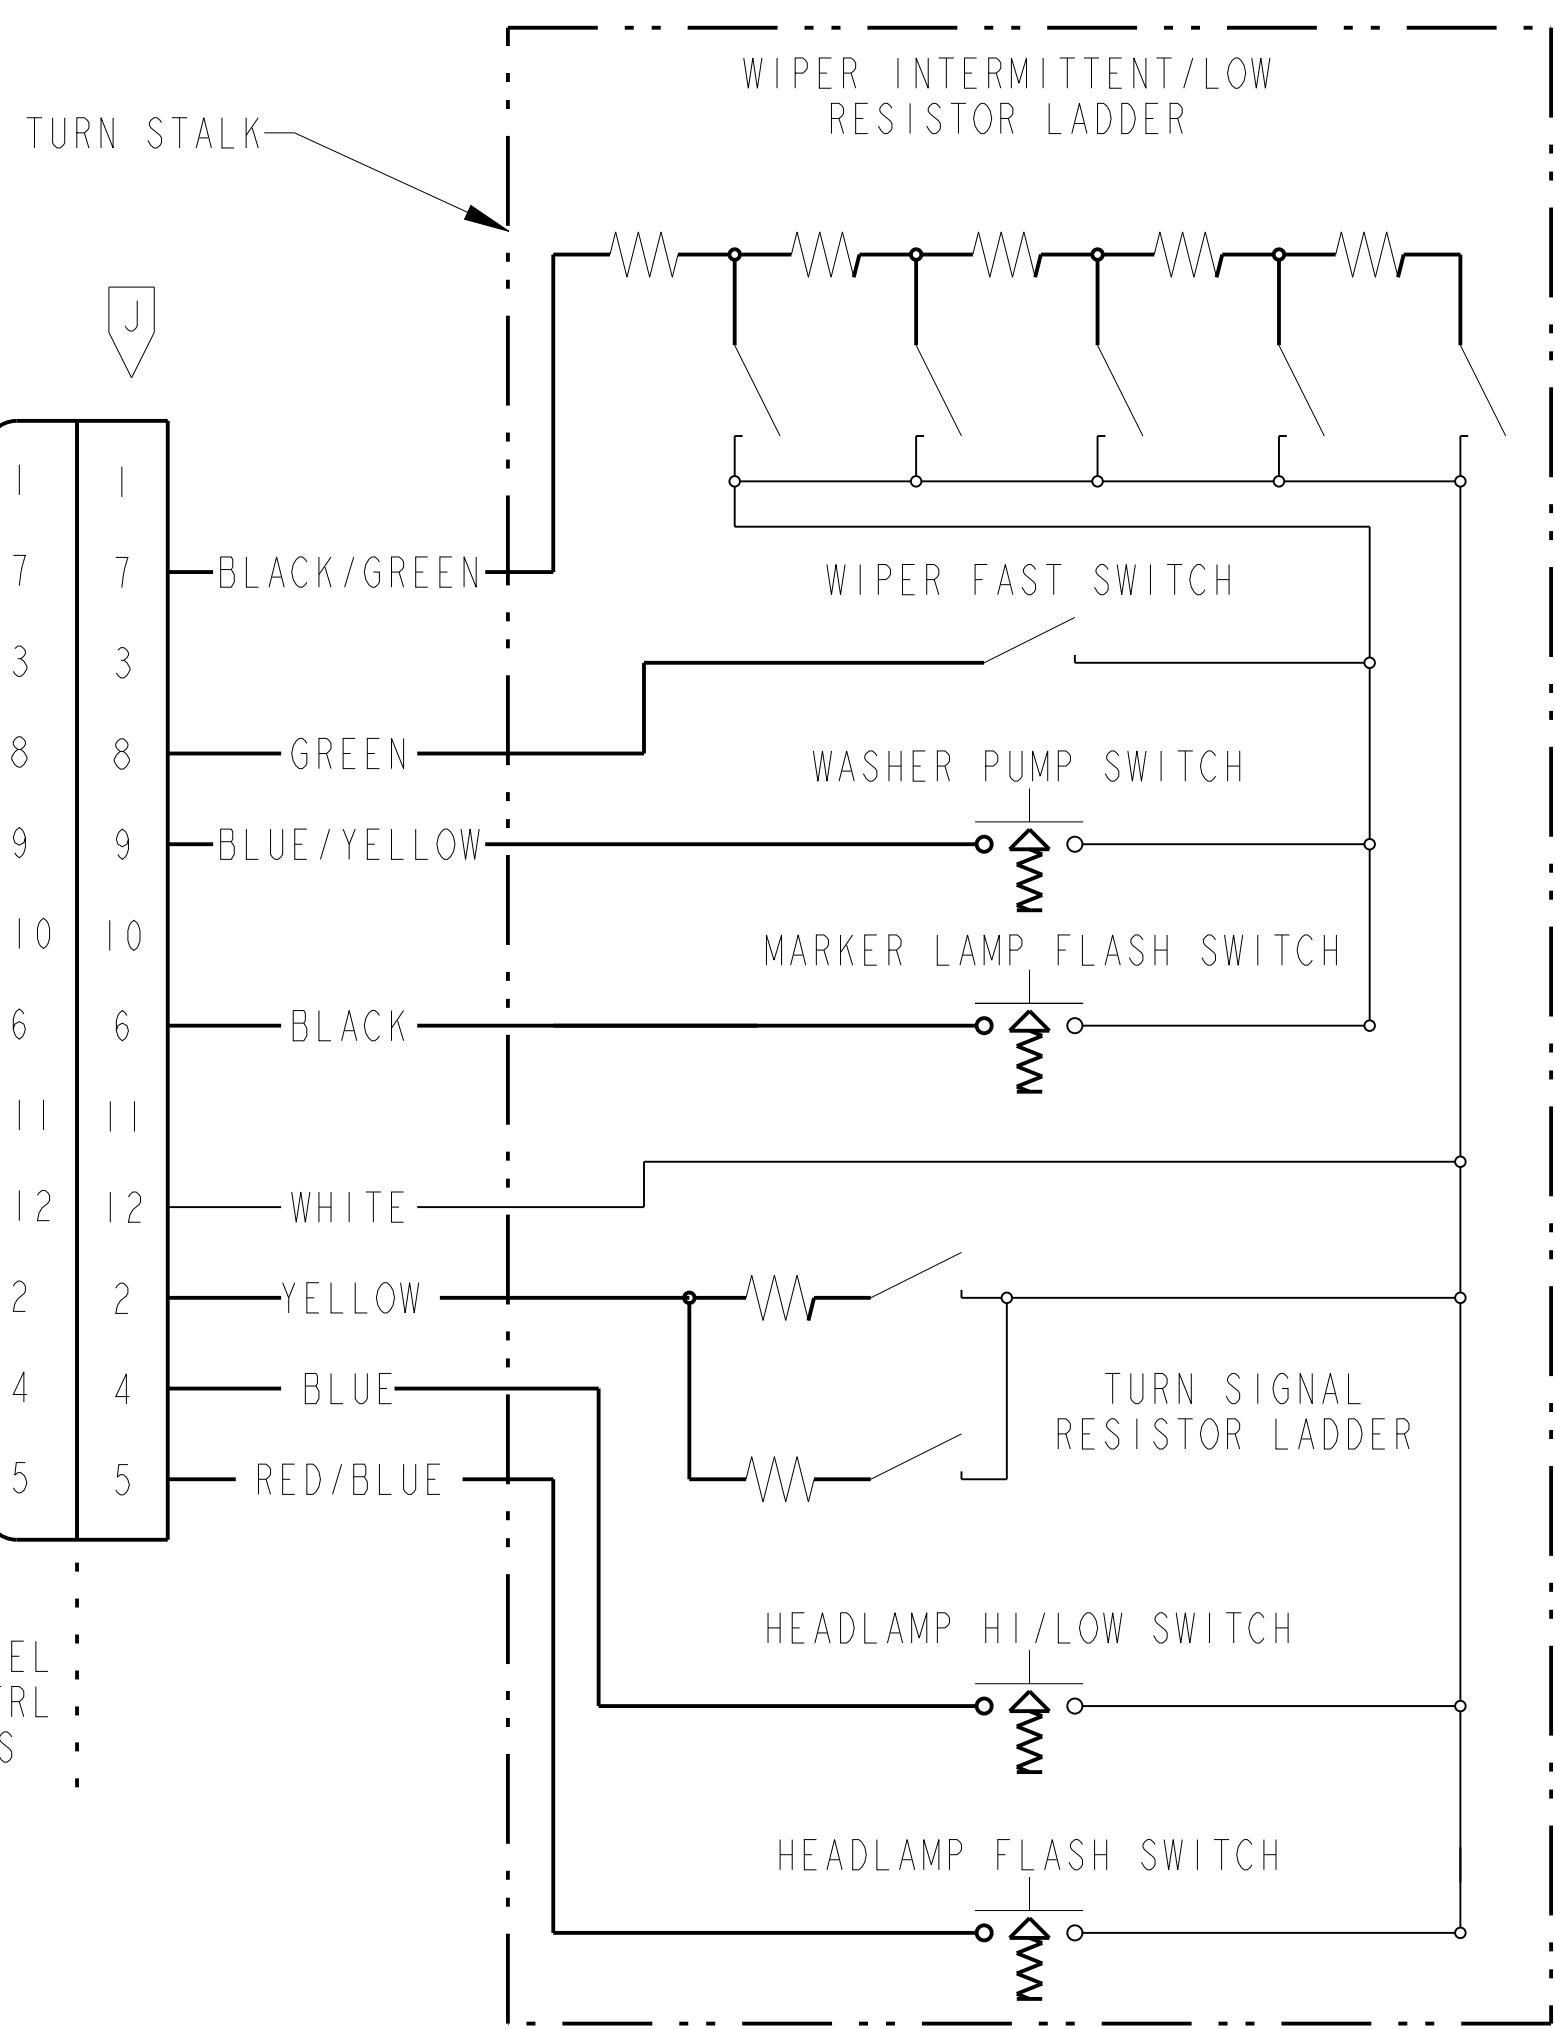 WIPER INTERMITTENT/LOW
RESISTOR LADDER
TURN STALK
J
1 1
7 7 BLACK/GREEN
WIPER FAST SWITCH
3 3
8 8 GREEN
WASHER PUMP SWITCH
9 9 BLUE/YELLOW
10 10
MARKER LAMP FLASH SWITCH
6 6 BLACK
11 11
12 12 WHITE
2 2 YELLOW
4 4 BLUE
TURN SIGNAL
RESISTOR LADDER
5 5 RED/BLUE
HEADLAMP HI/LOW SWITCH
EL
TRL
S
HEADLAMP FLASH SWITCH